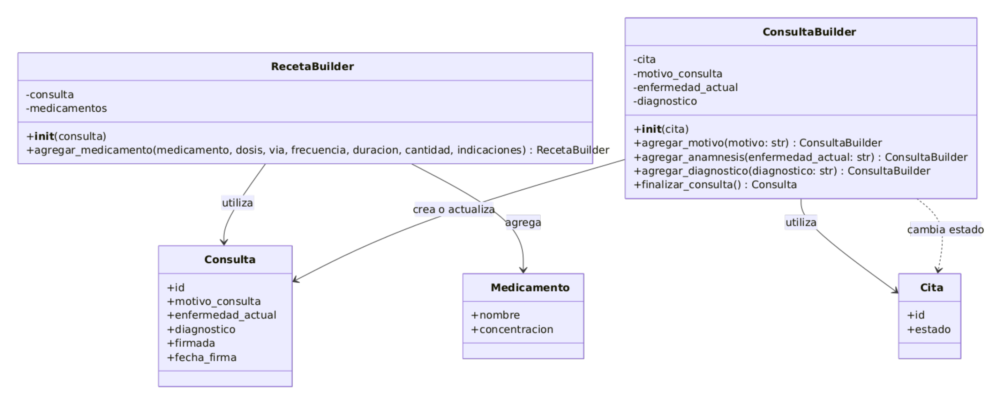 RecetaBuilder
-consulta
-medicamentos
+init(consulta)
+agregar_medicamento(medicamento, dosis, via, frecuencia, duracion, cantidad, indicaciones) : RecetaBuilder
ConsultaBuilder
-cita
-motivo_consulta
-enfermedad_actual
-diagnostico
+init(cita)
+agregar_motivo(motivo: str) : ConsultaBuilder
+agregar_anamnesis(enfermedad_actual: str) : ConsultaBuilder
+agregar_diagnostico(diagnostico: str) : ConsultaBuilder
+finalizar_consulta() : Consulta
utiliza
crea o actualiza
agrega
utiliza
cambia estado
Consulta
+id
+motivo_consulta
+enfermedad_actual
+diagnostico
+firmada
+fecha_firma
Medicamento
+nombre
+concentracion
Cita
+id
+estado